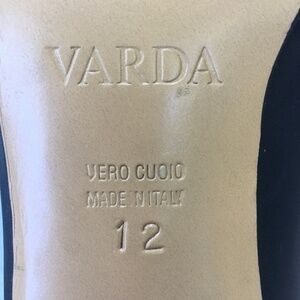 VARDA
VERO CUOIO
MADE IN ITALY
12